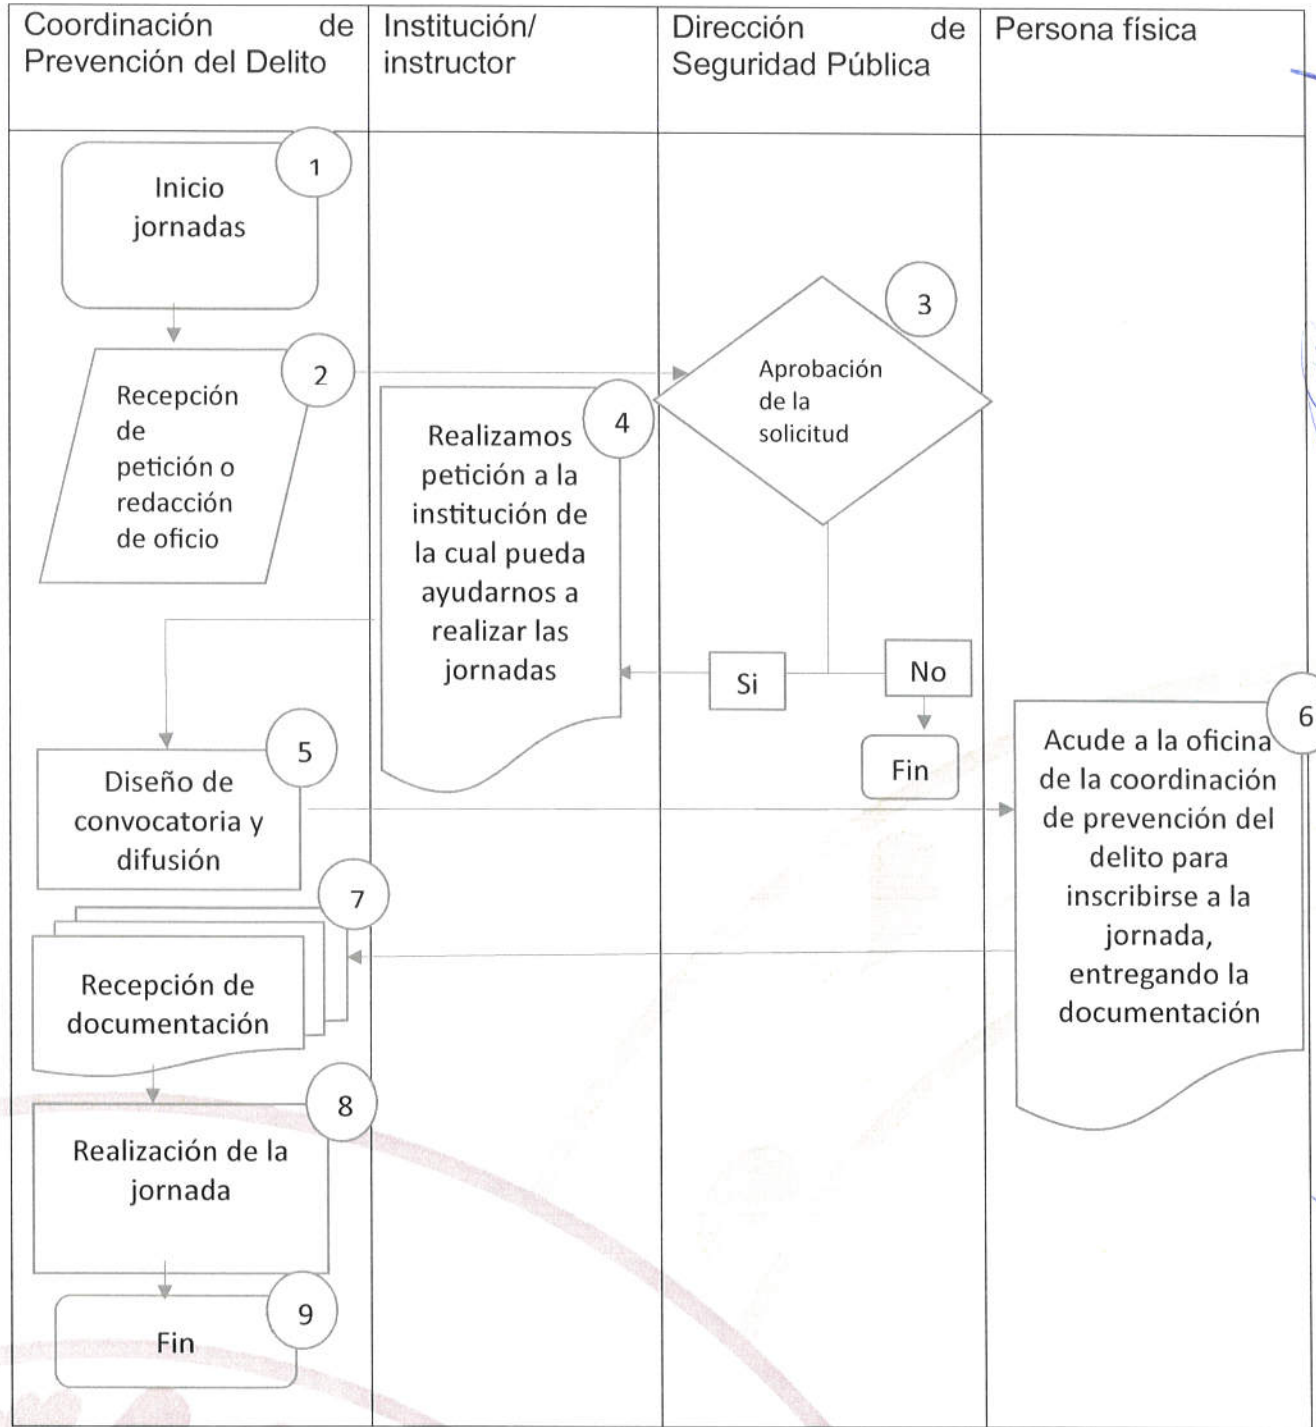 Coordinación de
Prevención del Delito
Institución/
instructor
Dirección de
Seguridad Pública
Persona física
1
Inicio
jornadas
2
Recepción
de
petición o
redacción
de oficio
3
Aprobación
de la
solicitud
4
Realizamos
petición a la
institución de
la cual pueda
ayudarnos a
realizar las
jornadas
Si
No
Fin
5
Diseño de
convocatoria y
difusión
6
Acude a la oficina
de la coordinación
de prevención del
delito para
inscribirse a la
jornada,
entregando la
documentación
7
Recepción de
documentación
8
Realización de la
jornada
9
Fin